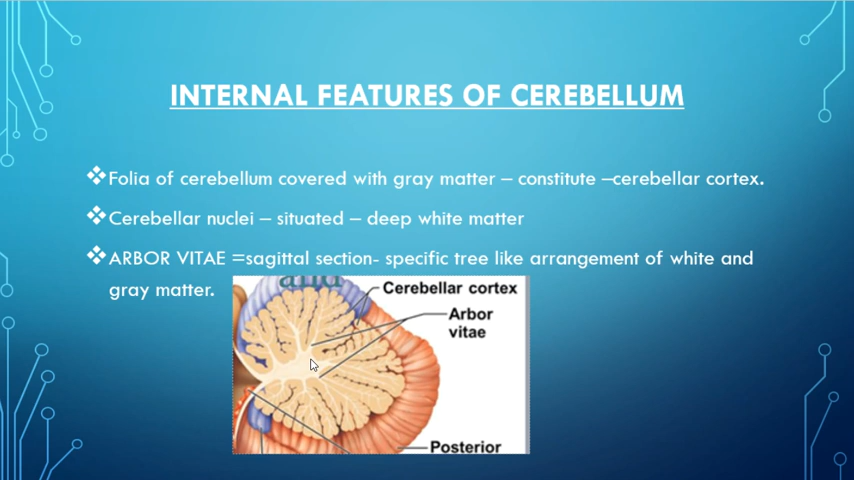 INTERNAL FEATURES OF CEREBELLUM
❖Folia of cerebellum covered with gray matter – constitute –cerebellar cortex.
❖Cerebellar nuclei – situated – deep white matter
❖ARBOR VITAE =sagittal section- specific tree like arrangement of white and
gray matter.
and
Cerebellar cortex
Arbor
vitae
Posterior